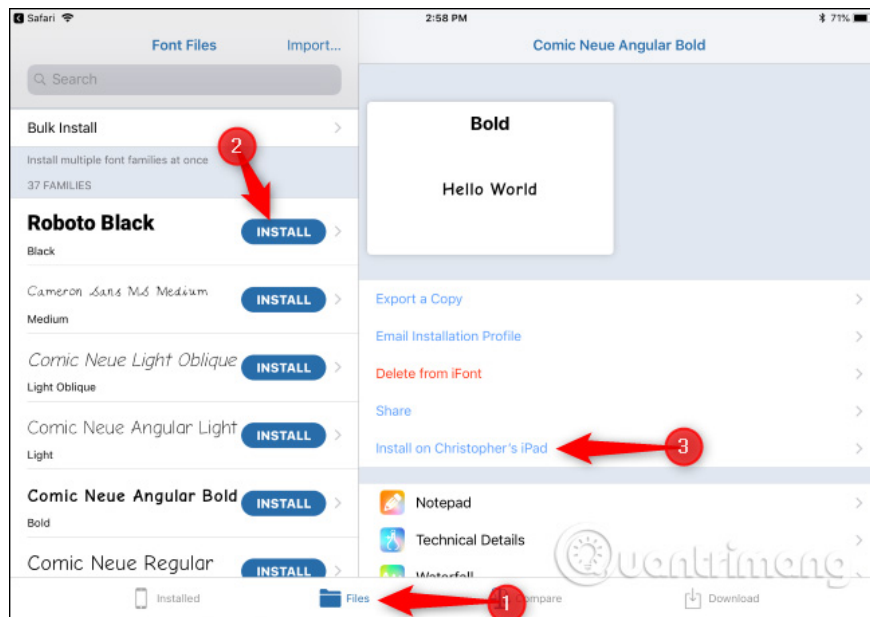 Safari
2:58 PM
71%
Font Files
Import...
Comic Neue Angular Bold
Search
Bulk Install
2
Install multiple font families at once
37 FAMILIES
Roboto Black
INSTALL
Black
Cameron Sans MS Medium
INSTALL
Medium
Comic Neue Light Oblique
INSTALL
Light Oblique
Comic Neue Angular Light
INSTALL
Light
Comic Neue Angular Bold
INSTALL
Bold
Comic Neue Regular
INSTALL
Bold
Hello World
Export a Copy
Email Installation Profile
Delete from iFont
Share
Install on Christopher's iPad
3
Notepad
Technical Details
Waterfall
Quantrimang
Installed
Files
1
Compare
Download